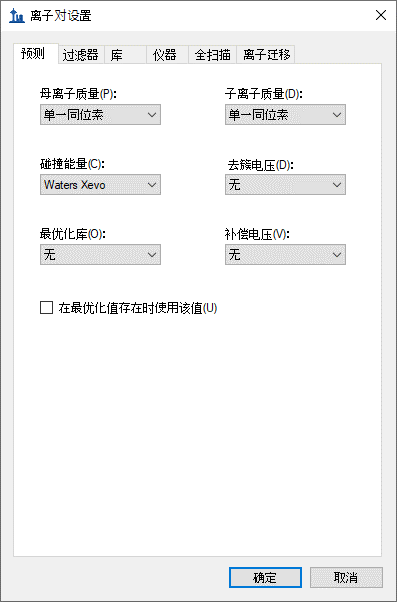 离子对设置
预测 过滤器 库 仪器 全扫描 离子迁移
母离子质量(P): 子离子质量(D):
单一同位素 单一同位素
碰撞能量(C): 去簇电压(D):
Waters Xevo 无
最优化库(O): 补偿电压(V):
无 无
在最优化值存在时使用该值(U)
确定 取消